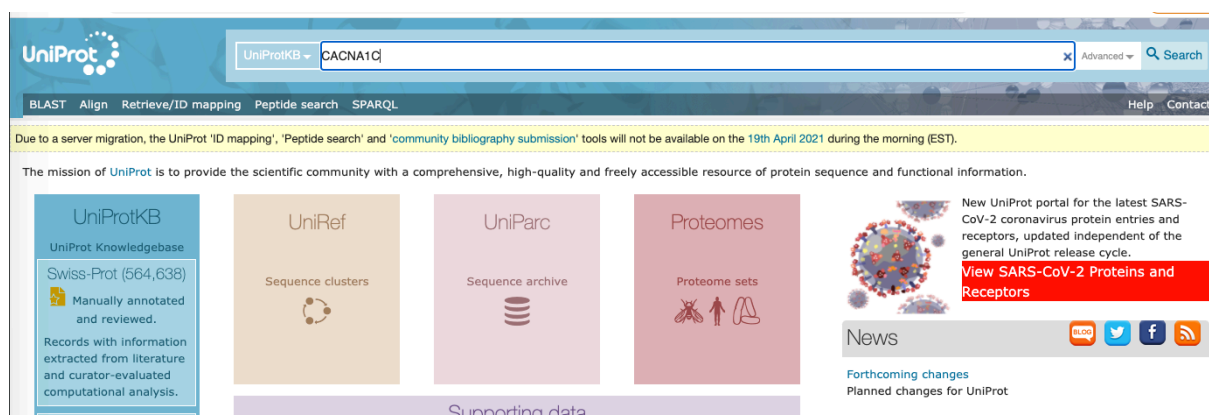 UniProt
UniProtKB
CACNA1C
Advanced
Search
BLAST Align Retrieve/ID mapping Peptide search SPARQL
Help Contact
Due to a server migration, the UniProt 'ID mapping', 'Peptide search' and 'community bibliography submission' tools will not be available on the 19th April 2021 during the morning (EST).
The mission of UniProt is to provide the scientific community with a comprehensive, high-quality and freely accessible resource of protein sequence and functional information.
UniProtKB
UniProt Knowledgebase
Swiss-Prot (564,638)
Manually annotated
and reviewed.
Records with information
extracted from literature
and curator-evaluated
computational analysis.
UniRef
Sequence clusters
UniParc
Sequence archive
Proteomes
Proteome sets
Supporting data
New UniProt portal for the latest SARS-
CoV-2 coronavirus protein entries and
receptors, updated independent of the
general UniProt release cycle.
View SARS-CoV-2 Proteins and
Receptors
News
BLOG
Forthcoming changes
Planned changes for UniProt